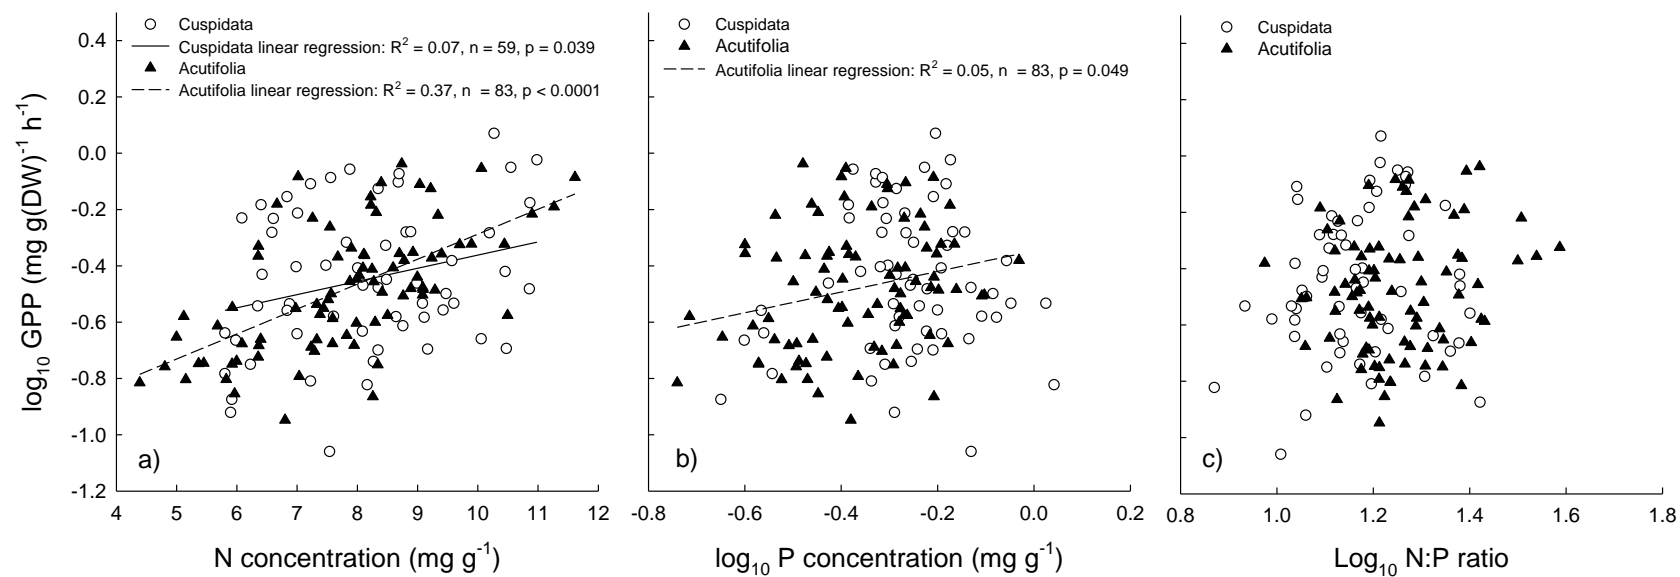 Cuspidata
Cuspidata linear regression: R² = 0.07, n = 59, p = 0.039
Acutifolia
Acutifolia linear regression: R² = 0.37, n = 83, p < 0.0001
log₁₀ GPP (mg g(DW)⁻¹ h⁻¹)
0.4
0.2
0.0
-0.2
-0.4
-0.6
-0.8
-1.0
-1.2
a)
4 5 6 7 8 9 10 11 12
N concentration (mg g⁻¹)
Cuspidata
Acutifolia
Acutifolia linear regression: R² = 0.05, n = 83, p = 0.049
b)
-0.8 -0.6 -0.4 -0.2 0.0 0.2
log₁₀ P concentration (mg g⁻¹)
Cuspidata
Acutifolia
c)
0.8 1.0 1.2 1.4 1.6 1.8
Log₁₀ N:P ratio